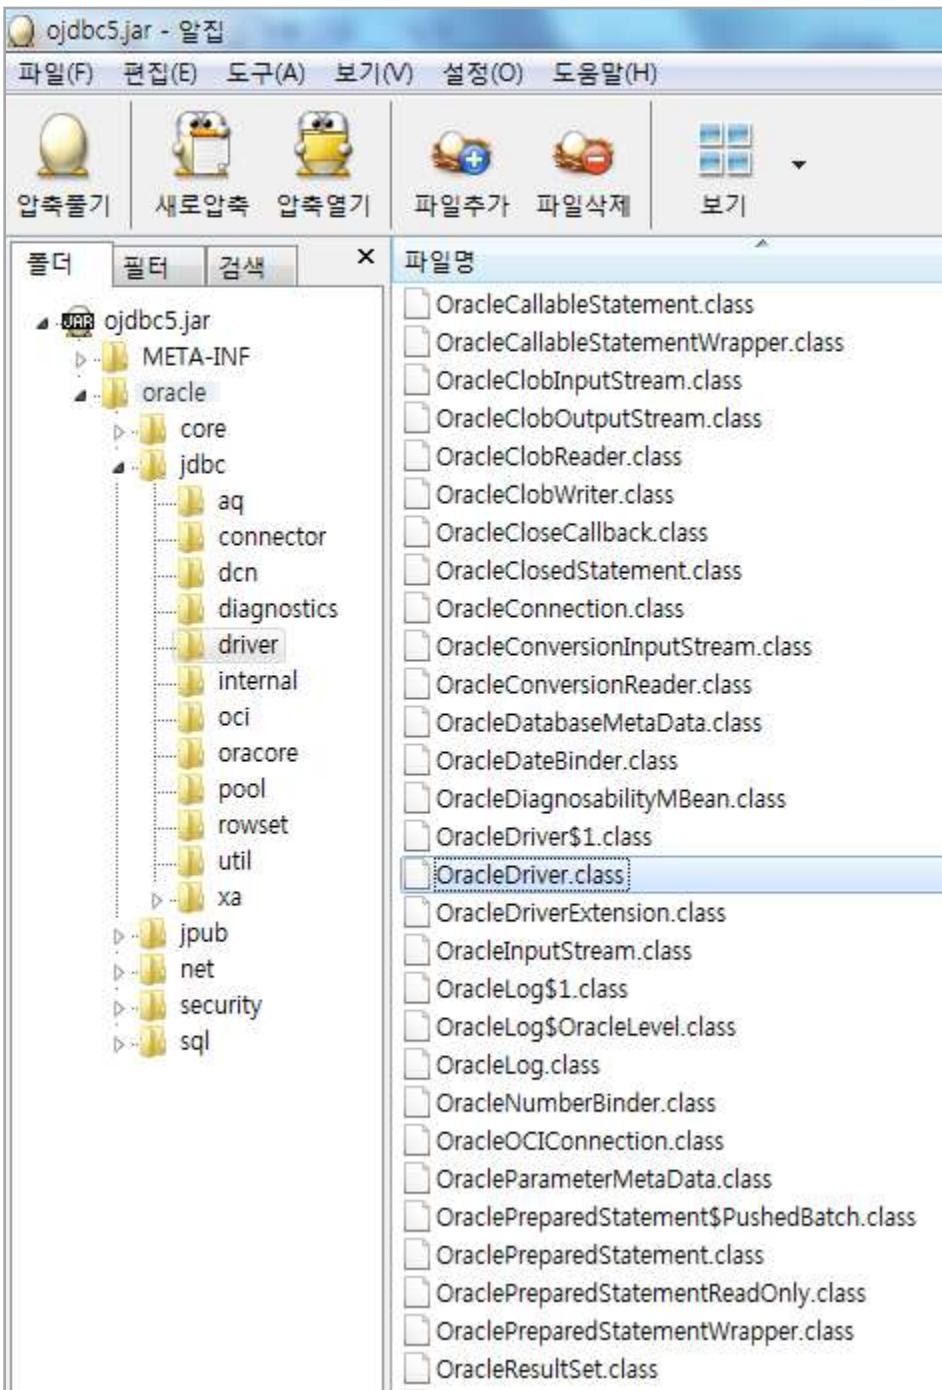 ojdbc5.jar - 알집
파일(F) 편집(E) 도구(A) 보기(V) 설정(O) 도움말(H)
압축풀기 새로압축 압축열기 파일추가 파일삭제 보기
폴더 필터 검색 ×
JAR ojdbc5.jar
META-INF
oracle
core
jdbc
aq
connector
dcn
diagnostics
driver
internal
oci
oracore
pool
rowset
util
xa
jpub
net
security
sql
파일명
OracleCallableStatement.class
OracleCallableStatementWrapper.class
OracleClobInputStream.class
OracleClobOutputStream.class
OracleClobReader.class
OracleClobWriter.class
OracleCloseCallback.class
OracleClosedStatement.class
OracleConnection.class
OracleConversionInputStream.class
OracleConversionReader.class
OracleDatabaseMetaData.class
OracleDateBinder.class
OracleDiagnosabilityMBean.class
OracleDriver$1.class
OracleDriver.class
OracleDriverExtension.class
OracleInputStream.class
OracleLog$1.class
OracleLog$OracleLevel.class
OracleLog.class
OracleNumberBinder.class
OracleOCIConnection.class
OracleParameterMetaData.class
OraclePreparedStatement$PushedBatch.class
OraclePreparedStatement.class
OraclePreparedStatementReadOnly.class
OraclePreparedStatementWrapper.class
OracleResultSet.class